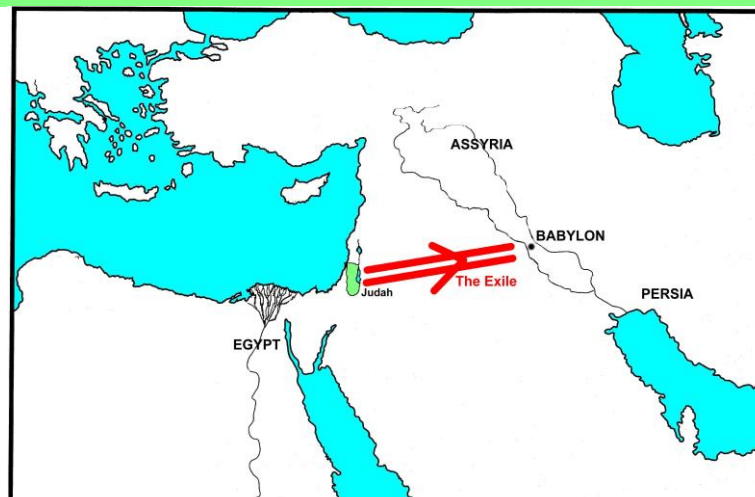 ASSYRIA
BABYLON
The Exile
Judah
PERSIA
EGYPT